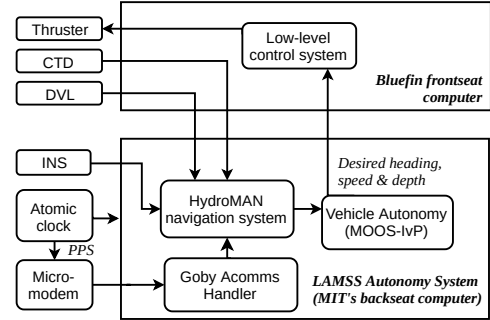 Thruster
CTD
DVL
Low-level
control system
Bluefin frontseat
computer
INS
Atomic
clock
PPS
Micro-
modem
HydroMAN
navigation system
Goby Acomms
Handler
Desired heading,
speed & depth
Vehicle Autonomy
(MOOS-IvP)
LAMSS Autonomy System
(MIT's backseat computer)